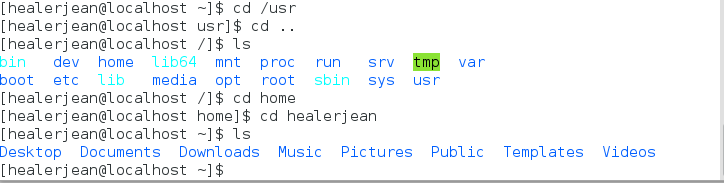 [healerjean@localhost ~]$ cd /usr
[healerjean@localhost usr]$ cd ..
[healerjean@localhost /]$ ls
bin   dev  home  lib64  mnt  proc  run   srv  tmp  var
boot  etc  lib   media  opt  root  sbin  sys  usr
[healerjean@localhost /]$ cd home
[healerjean@localhost home]$ cd healerjean
[healerjean@localhost ~]$ ls
Desktop  Documents  Downloads  Music  Pictures  Public  Templates  Videos
[healerjean@localhost ~]$